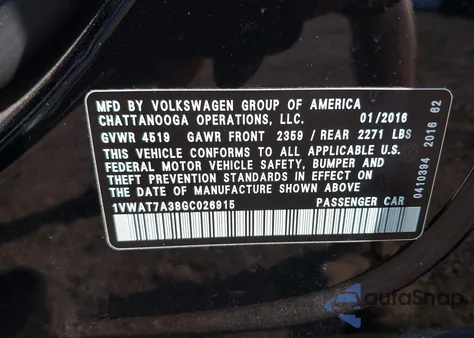 MFD BY VOLKSWAGEN GROUP OF AMERICA
CHATTANOOGA OPERATIONS, LLC. 01/2016
GVWR 4519 GAWR FRONT 2359 / REAR 2271 LBS
THIS VEHICLE CONFORMS TO ALL APPLICABLE U.S.
FEDERAL MOTOR VEHICLE SAFETY, BUMPER AND
THEFT PREVENTION STANDARDS IN EFFECT ON
THE DATE OF MANUFACTURE SHOWN ABOVE
1VWAT7A38GC026915 PASSENGER CAR
0410394 2016 62
autoSnap